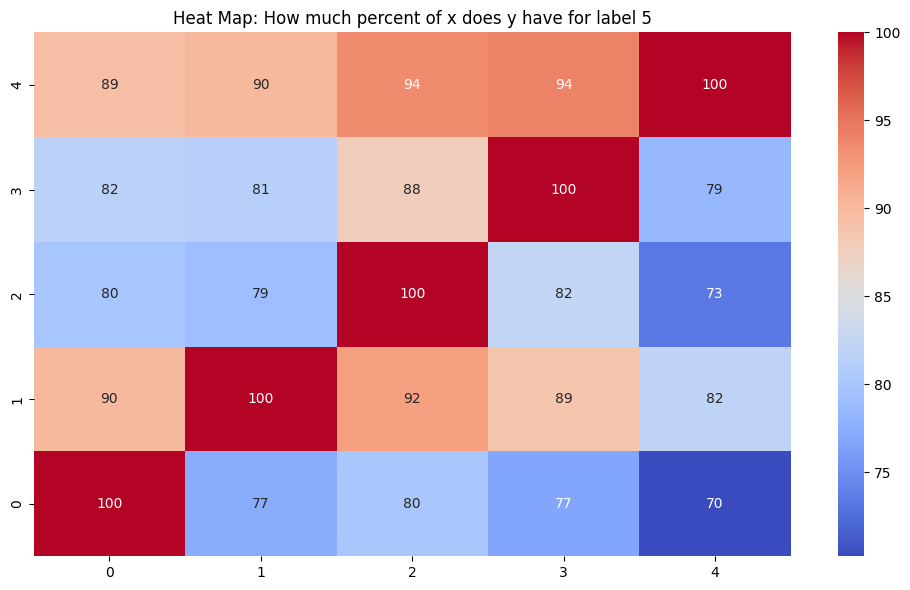 Heat Map: How much percent of x does y have for label 5
4 89 90 94 94 100
3 82 81 88 100 79
2 80 79 100 82 73
1 90 100 92 89 82
0 100 77 80 77 70
0 1 2 3 4
100
95
90
85
80
75